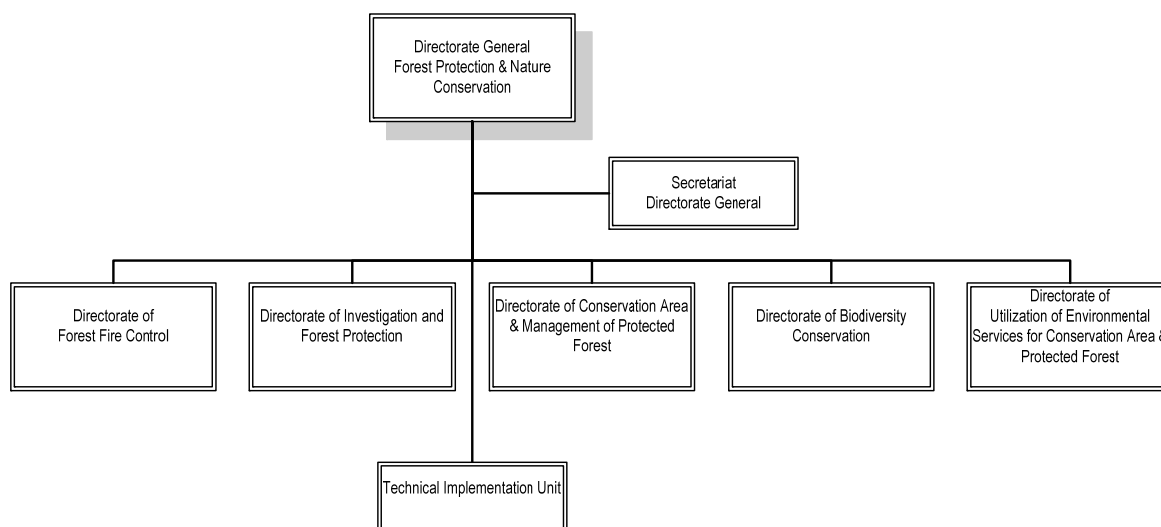 Directorate General
Forest Protection & Nature
Conservation
Secretariat
Directorate General
Directorate of
Forest Fire Control
Directorate of Investigation and
Forest Protection
Directorate of Conservation Area
& Management of Protected
Forest
Directorate of Biodiversity
Conservation
Directorate of
Utilization of Environmental
Services for Conservation Area &
Protected Forest
Technical Implementation Unit